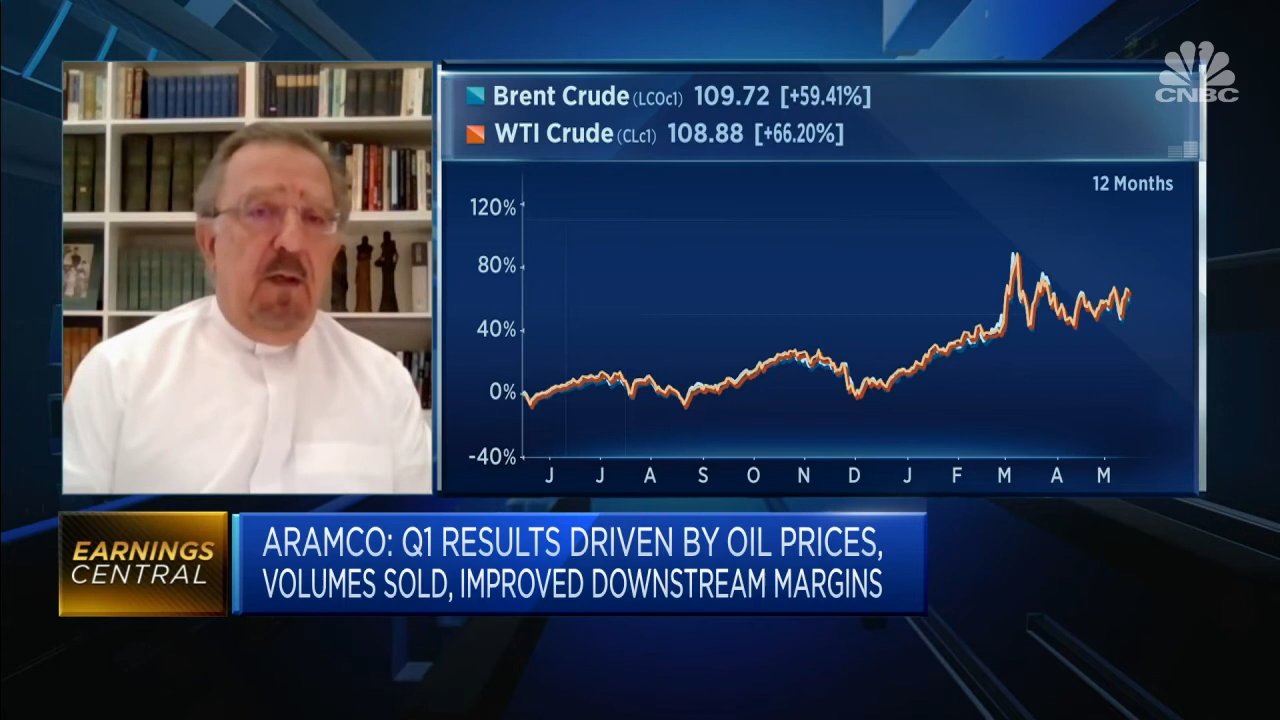 CNBC
Brent Crude (LCOc1) 109.72 [+59.41%]
WTI Crude (CLc1) 108.88 [+66.20%]
12 Months
120%
80%
40%
0%
-40%
J J A S O N D J F M A M
EARNINGS
CENTRAL
ARAMCO: Q1 RESULTS DRIVEN BY OIL PRICES,
VOLUMES SOLD, IMPROVED DOWNSTREAM MARGINS